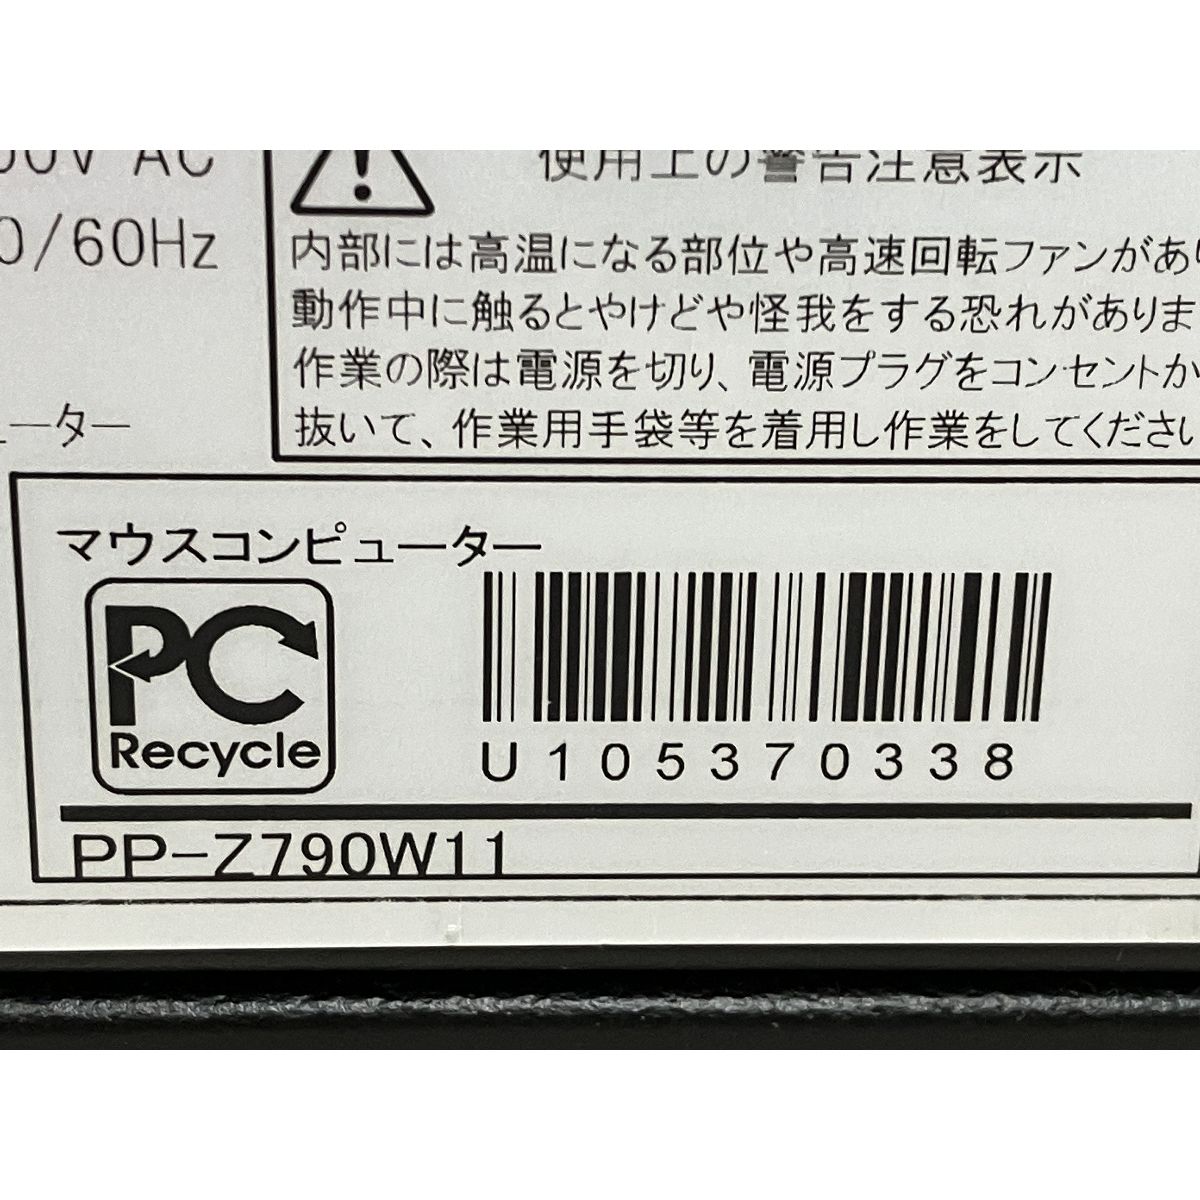 00V AC
0/60Hz
ューター
使用上の警告注意表示
内部には高温になる部位や高速回転ファンがあり
動作中に触るとやけどや怪我をする恐れがありま
作業の際は電源を切り、電源プラグをコンセントか
抜いて、作業用手袋等を着用し作業をしてください
マウスコンピューター
PC
Recycle
U105370338
PP-Z790W11